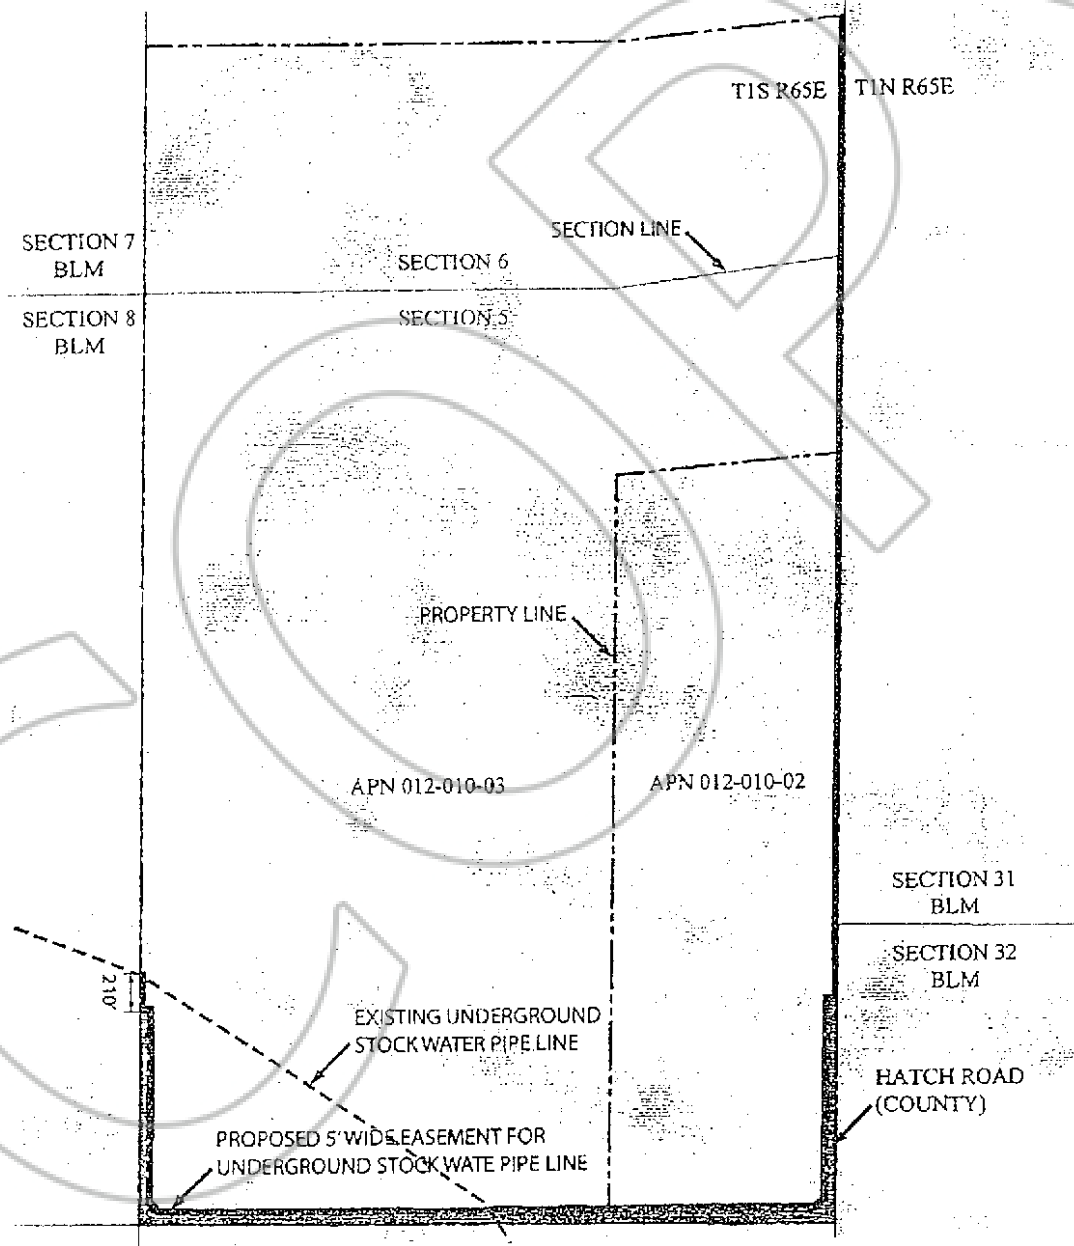 T1S R65E
T1N R65E
SECTION LINE
SECTION 7
BLM
SECTION 6
SECTION 8
BLM
SECTION 5
PROPERTY LINE
APN 012-010-03
APN 012-010-02
SECTION 31
BLM
SECTION 32
BLM
210'
EXISTING UNDERGROUND
STOCK WATER PIPE LINE
HATCH ROAD
(COUNTY)
PROPOSED 5' WIDE EASEMENT FOR
UNDERGROUND STOCK WATE PIPE LINE
COP